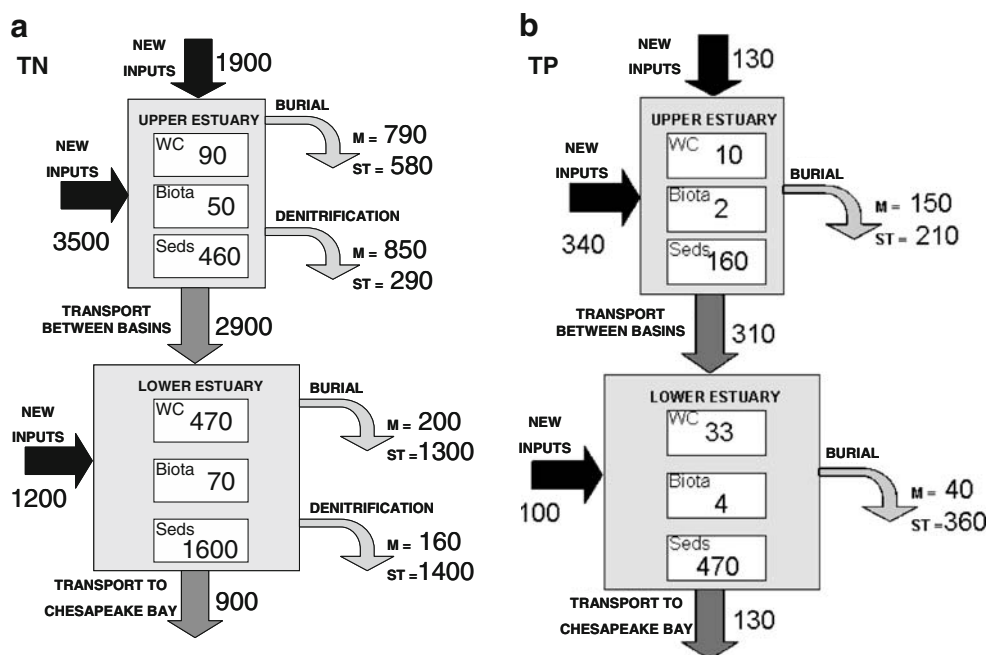 a
TN
NEW
INPUTS
1900
UPPER ESTUARY
WC
90
Biota
50
Seds
460
BURIAL
M = 790
ST = 580
NEW
INPUTS
3500
DENITRIFICATION
M = 850
ST = 290
TRANSPORT
BETWEEN BASINS
2900
LOWER ESTUARY
WC
470
Biota
70
Seds
1600
NEW
INPUTS
1200
BURIAL
M = 200
ST = 1300
DENITRIFICATION
M = 160
ST = 1400
TRANSPORT TO
CHESAPEAKE BAY
900
b
TP
NEW
INPUTS
130
UPPER ESTUARY
WC
10
Biota
2
Seds
160
NEW
INPUTS
340
BURIAL
M = 150
ST = 210
TRANSPORT
BETWEEN BASINS
310
LOWER ESTUARY
WC
33
Biota
4
Seds
470
NEW
INPUTS
100
BURIAL
M = 40
ST =360
TRANSPORT TO
CHESAPEAKE BAY
130